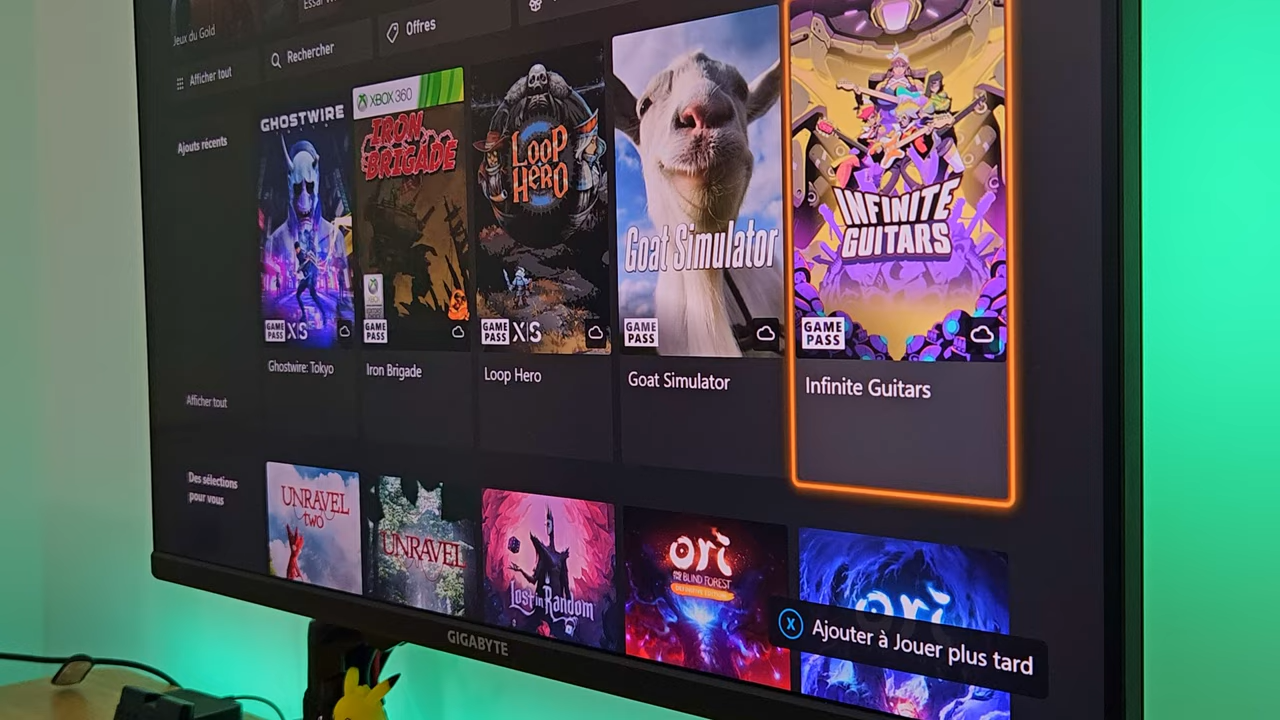 Jeux du Gold
Offres
Rechercher
Afficher tout
Ajouts récents
GHOSTWIRE
GAME
PASS
X|S
Ghostwire: Tokyo
XBOX 360
IRON
BRIGADE
XBOX
GAME
PASS
Iron Brigade
LOOP
HERO
GAME
PASS
X|S
Loop Hero
Goat Simulator
GAME
PASS
Goat Simulator
INFINITE
GUITARS
GAME
PASS
Infinite Guitars
Afficher tout
Des sélections
pour vous
UNRAVEL
TWO
UNRAVEL
Lost in Random
ori
AND THE
BLIND FOREST
DEFINITIVE EDITION
ori
X Ajouter à Jouer plus tard
GIGABYTE